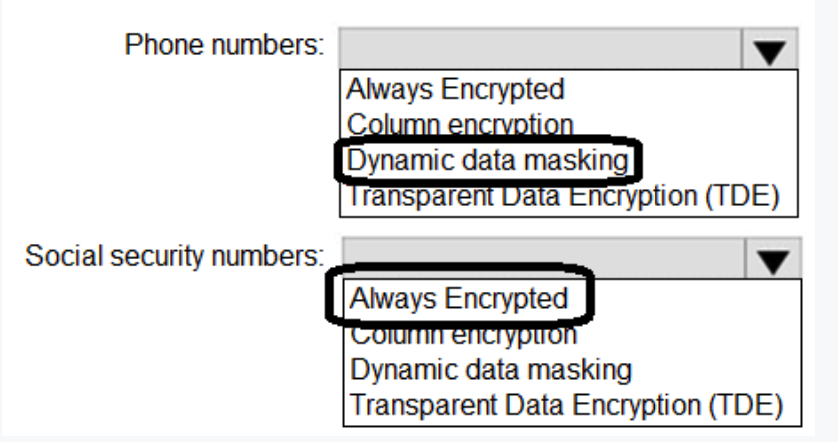 Phone numbers:
Always Encrypted
Column encryption
Dynamic data masking
Transparent Data Encryption (TDE)
Social security numbers:
Always Encrypted
Column encryption
Dynamic data masking
Transparent Data Encryption (TDE)